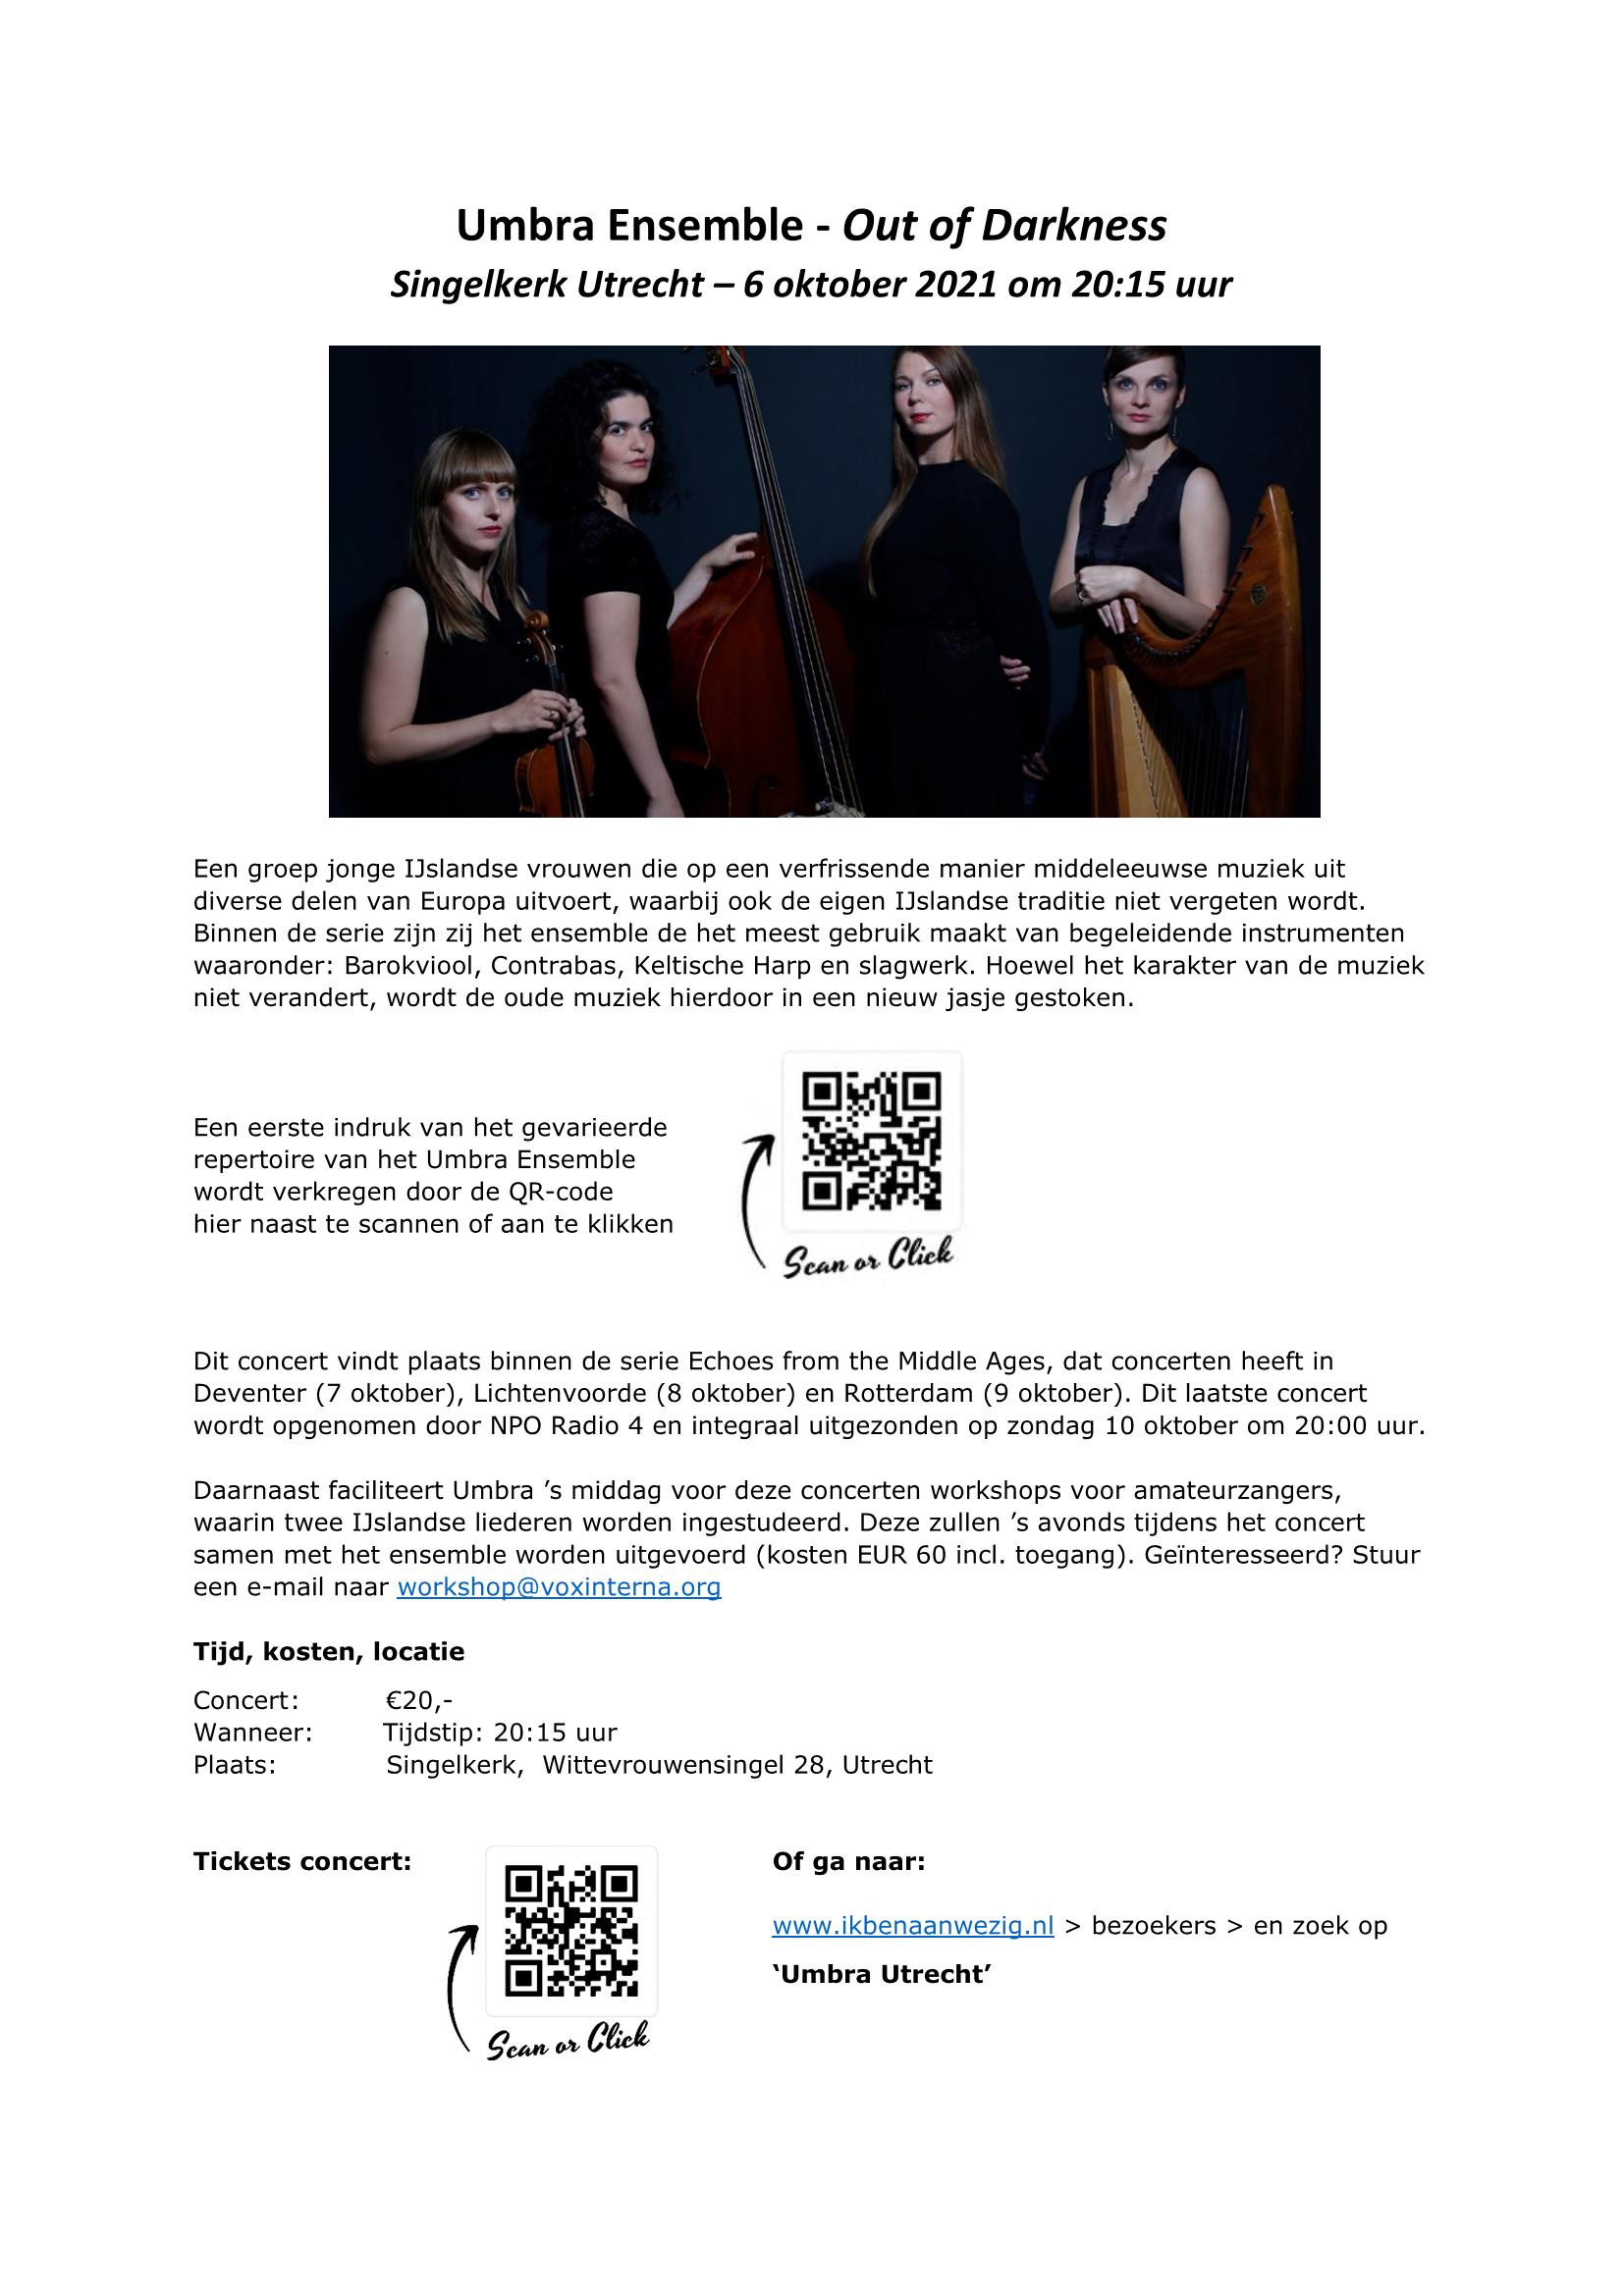 Umbra Ensemble - Out of Darkness
Singelkerk Utrecht – 6 oktober 2021 om 20:15 uur
Een groep jonge IJslandse vrouwen die op een verfrissende manier middeleeuwse muziek uit
diverse delen van Europa uitvoert, waarbij ook de eigen IJslandse traditie niet vergeten wordt.
Binnen de serie zijn zij het ensemble de het meest gebruik maakt van begeleidende instrumenten
waaronder: Barokviool, Contrabas, Keltische Harp en slagwerk. Hoewel het karakter van de muziek
niet verandert, wordt de oude muziek hierdoor in een nieuw jasje gestoken.
Een eerste indruk van het gevarieerde
repertoire van het Umbra Ensemble
wordt verkregen door de QR-code
hier naast te scannen of aan te klikken
Scan or Click
Dit concert vindt plaats binnen de serie Echoes from the Middle Ages, dat concerten heeft in
Deventer (7 oktober), Lichtenvoorde (8 oktober) en Rotterdam (9 oktober). Dit laatste concert
wordt opgenomen door NPO Radio 4 en integraal uitgezonden op zondag 10 oktober om 20:00 uur.
Daarnaast faciliteert Umbra ’s middag voor deze concerten workshops voor amateurzangers,
waarin twee IJslandse liederen worden ingestudeerd. Deze zullen ’s avonds tijdens het concert
samen met het ensemble worden uitgevoerd (kosten EUR 60 incl. toegang). Geïnteresseerd? Stuur
een e-mail naar workshop@voxinterna.org
Tijd, kosten, locatie
Concert: €20,-
Wanneer: Tijdstip: 20:15 uur
Plaats: Singelkerk, Wittevrouwensingel 28, Utrecht
Tickets concert:
Scan or Click
Of ga naar:
www.ikbenaanwezig.nl > bezoekers > en zoek op
‘Umbra Utrecht’